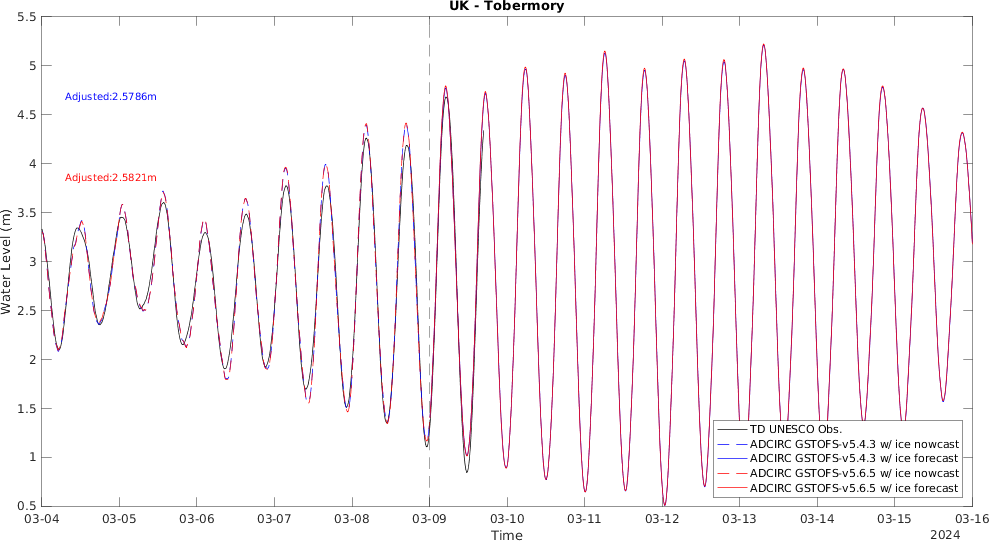 UK - Tobermory
5.5
5
4.5
4
3.5
3
2.5
2
1.5
1
0.5
Water Level (m)
Adjusted:2.5786m
Adjusted:2.5821m
TD UNESCO Obs.
ADCIRC GSTOFS-v5.4.3 w/ ice nowcast
ADCIRC GSTOFS-v5.4.3 w/ ice forecast
ADCIRC GSTOFS-v5.6.5 w/ ice nowcast
ADCIRC GSTOFS-v5.6.5 w/ ice forecast
03-04 03-05 03-06 03-07 03-08 03-09 03-10 03-11 03-12 03-13 03-14 03-15 03-16
Time
2024